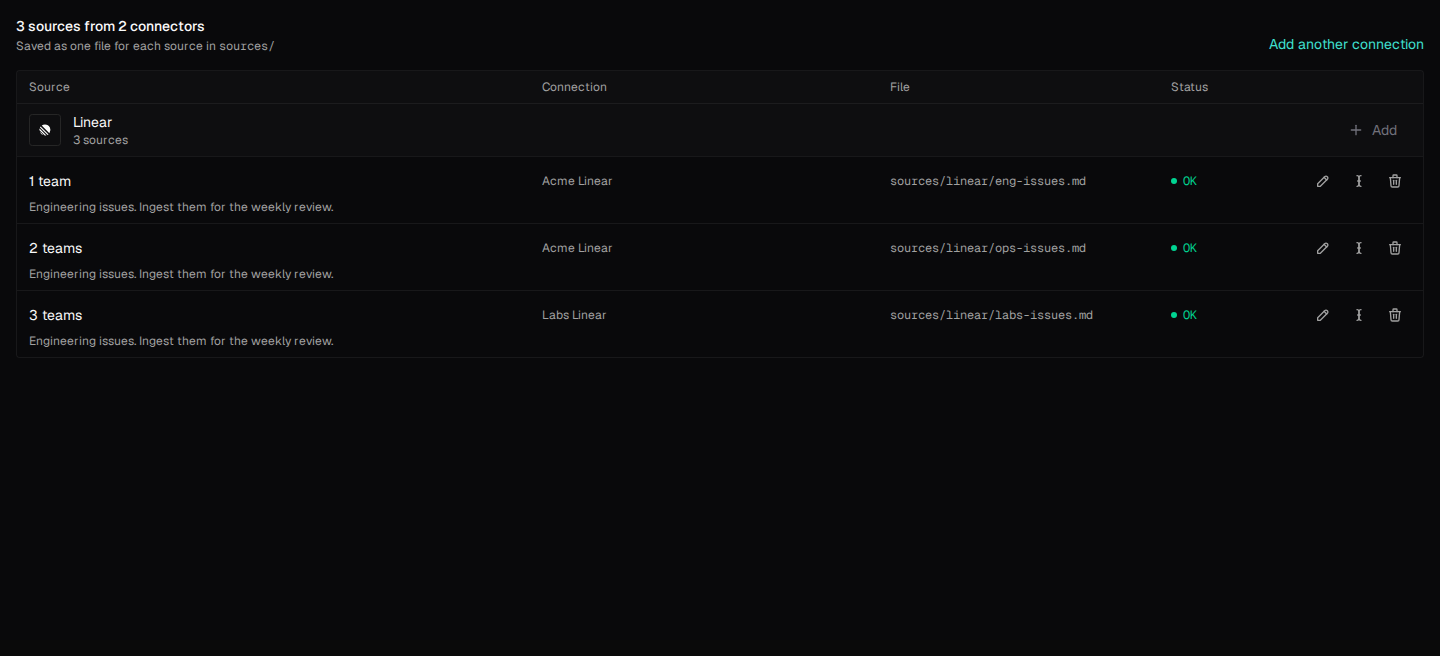 3 sources from 2 connectors
Saved as one file for each source in sources/
Add another connection
Source Connection File Status
Linear
3 sources
Add
1 team Acme Linear sources/linear/eng-issues.md OK
Engineering issues. Ingest them for the weekly review.
2 teams Acme Linear sources/linear/ops-issues.md OK
Engineering issues. Ingest them for the weekly review.
3 teams Labs Linear sources/linear/labs-issues.md OK
Engineering issues. Ingest them for the weekly review.